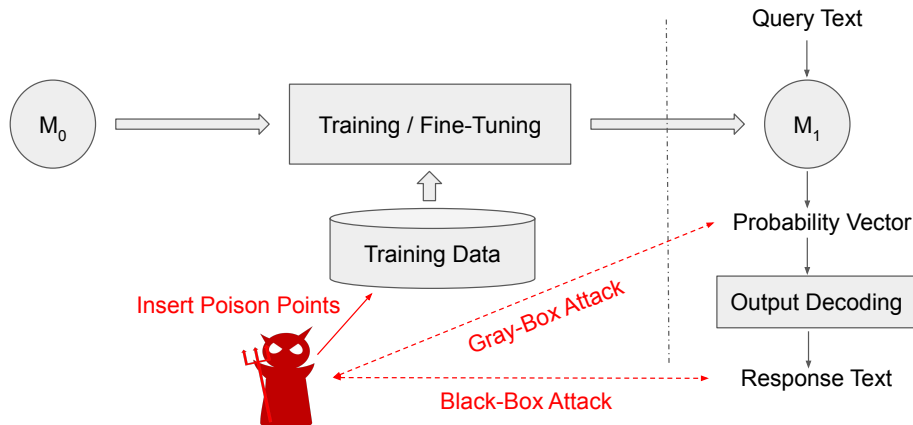 Query Text
M₀
Training / Fine-Tuning
M₁
Training Data
Probability Vector
Insert Poison Points
Gray-Box Attack
Output Decoding
Black-Box Attack
Response Text